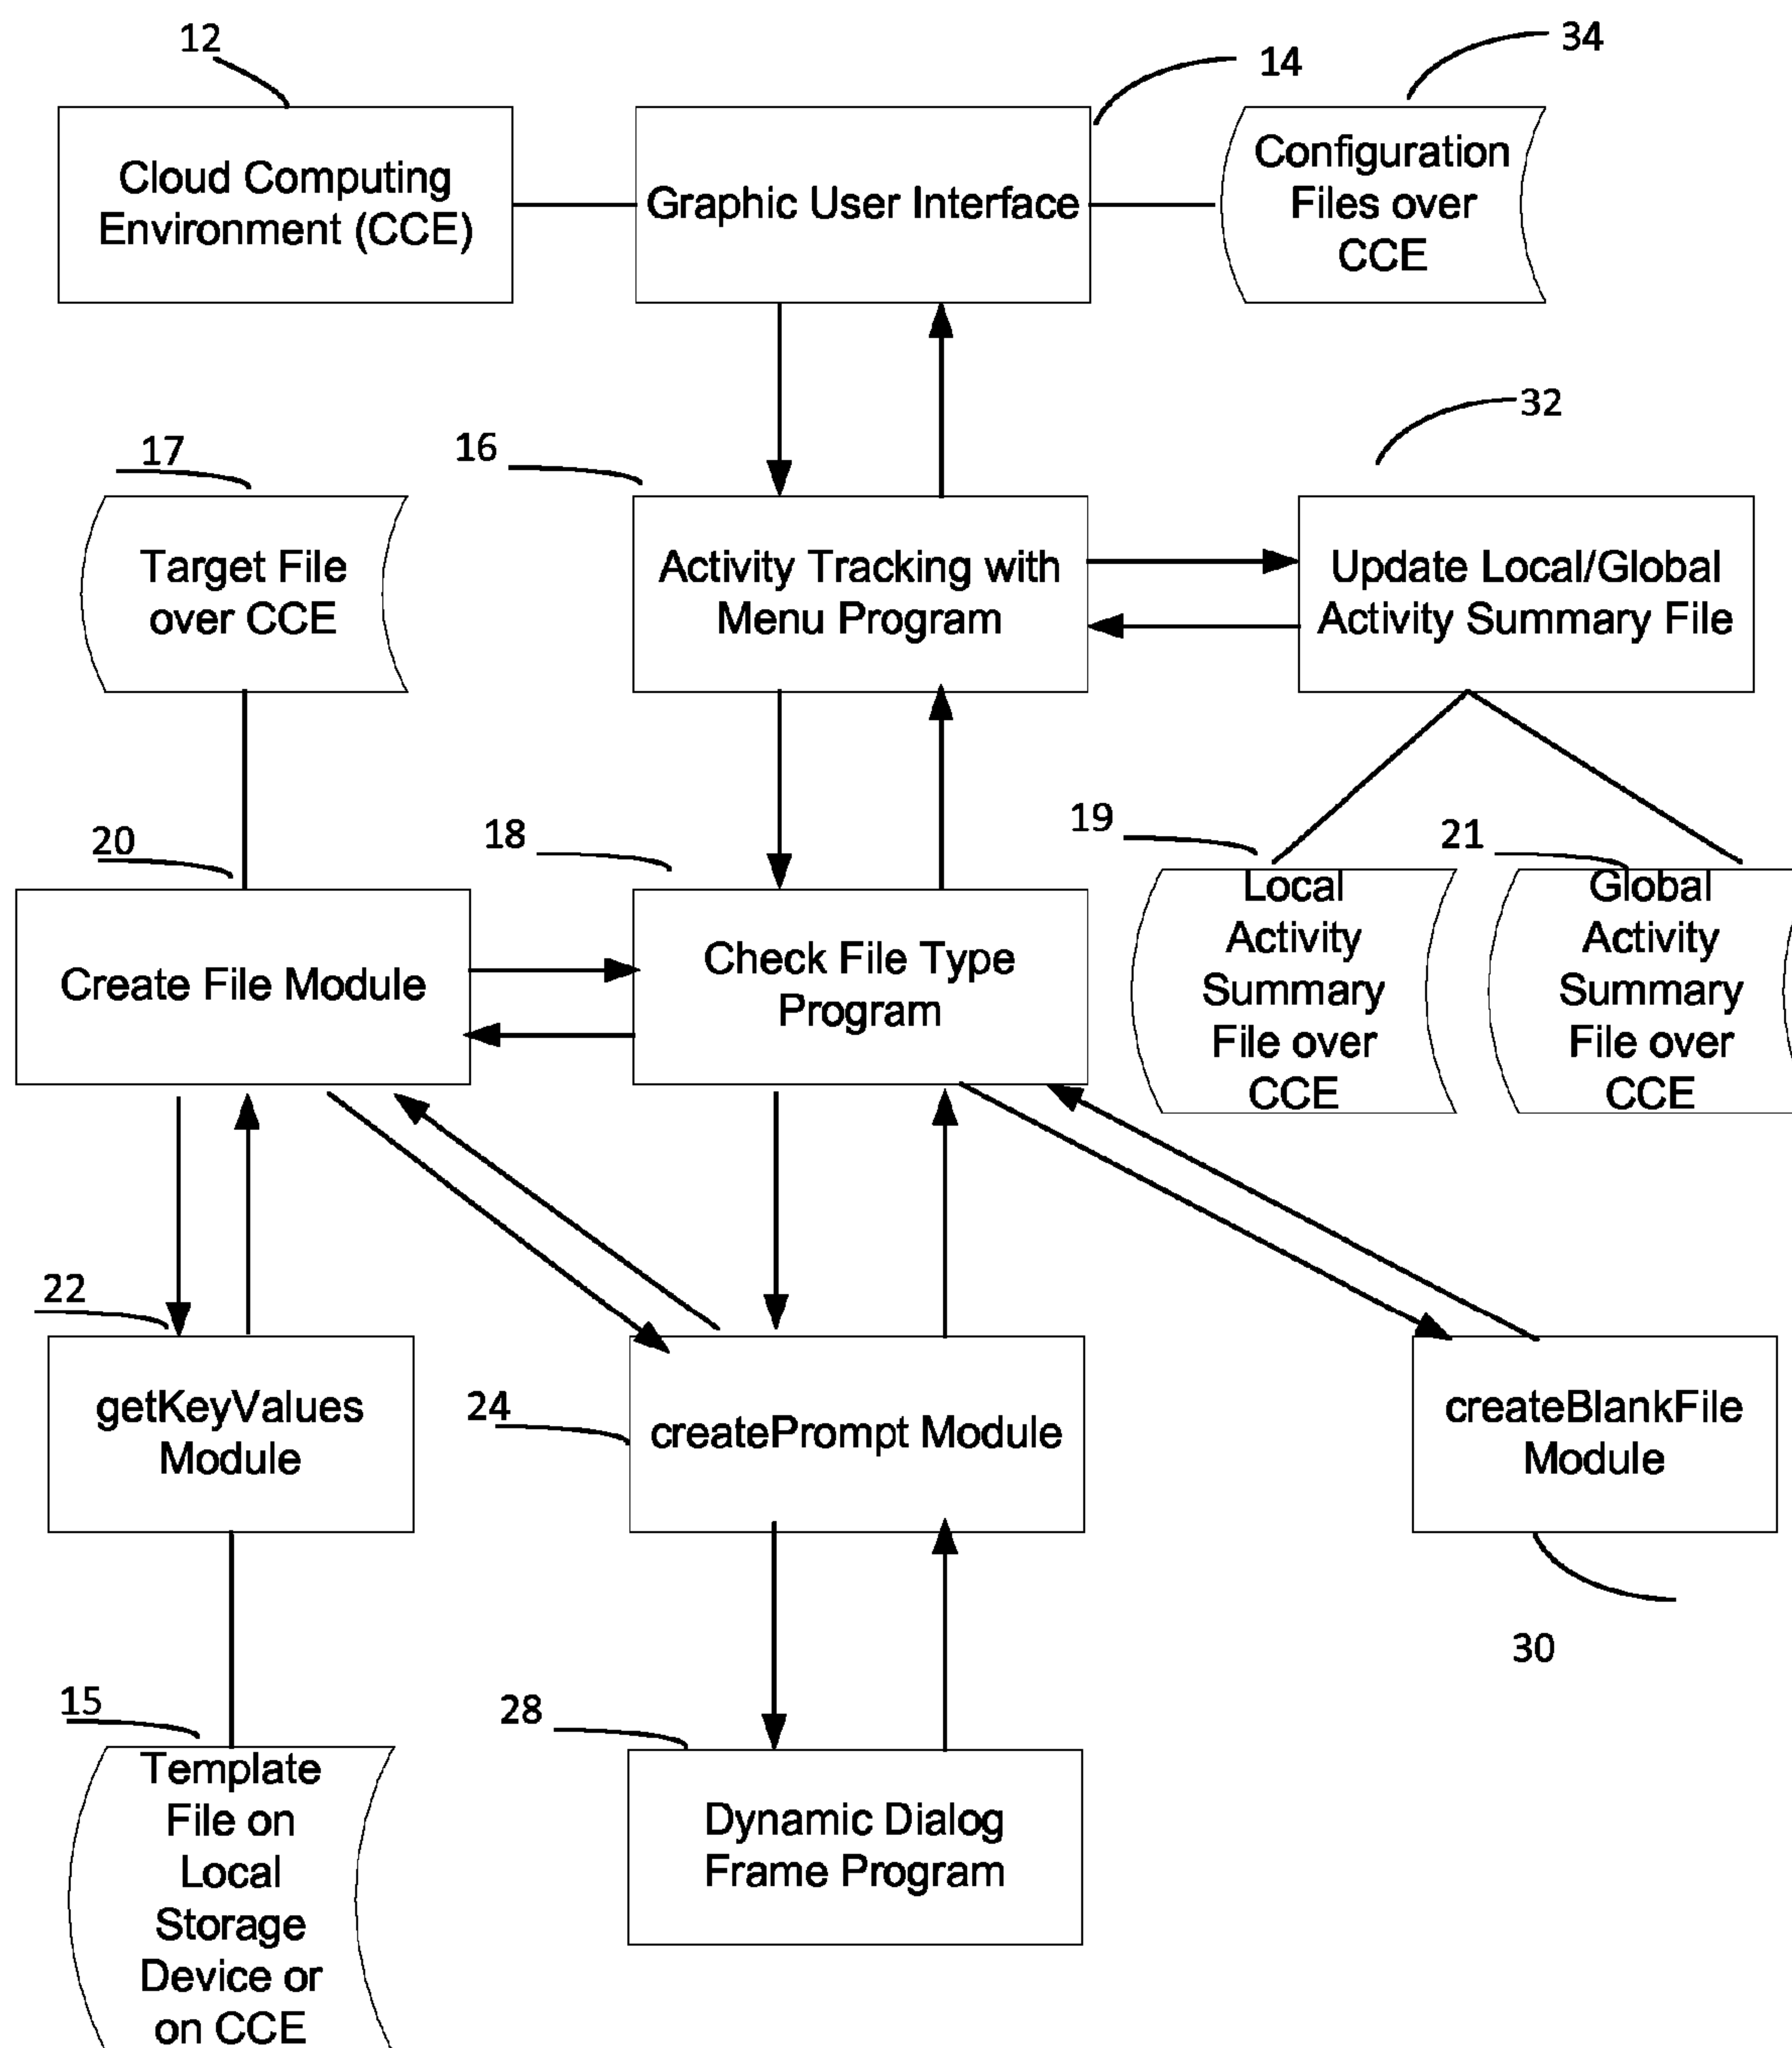 12
14
34
Cloud Computing
Environment (CCE)
Graphic User Interface
Configuration
Files over
CCE
17
16
32
Target File
over CCE
Activity Tracking with
Menu Program
Update Local/Global
Activity Summary File
20
18
19
21
Create File Module
Check File Type
Program
Local
Activity
Summary
File over
CCE
Global
Activity
Summary
File over
CCE
22
24
getKeyValues
Module
createPrompt Module
createBlankFile
Module
30
15
28
Template
File on
Local
Storage
Device or
on CCE
Dynamic Dialog
Frame Program